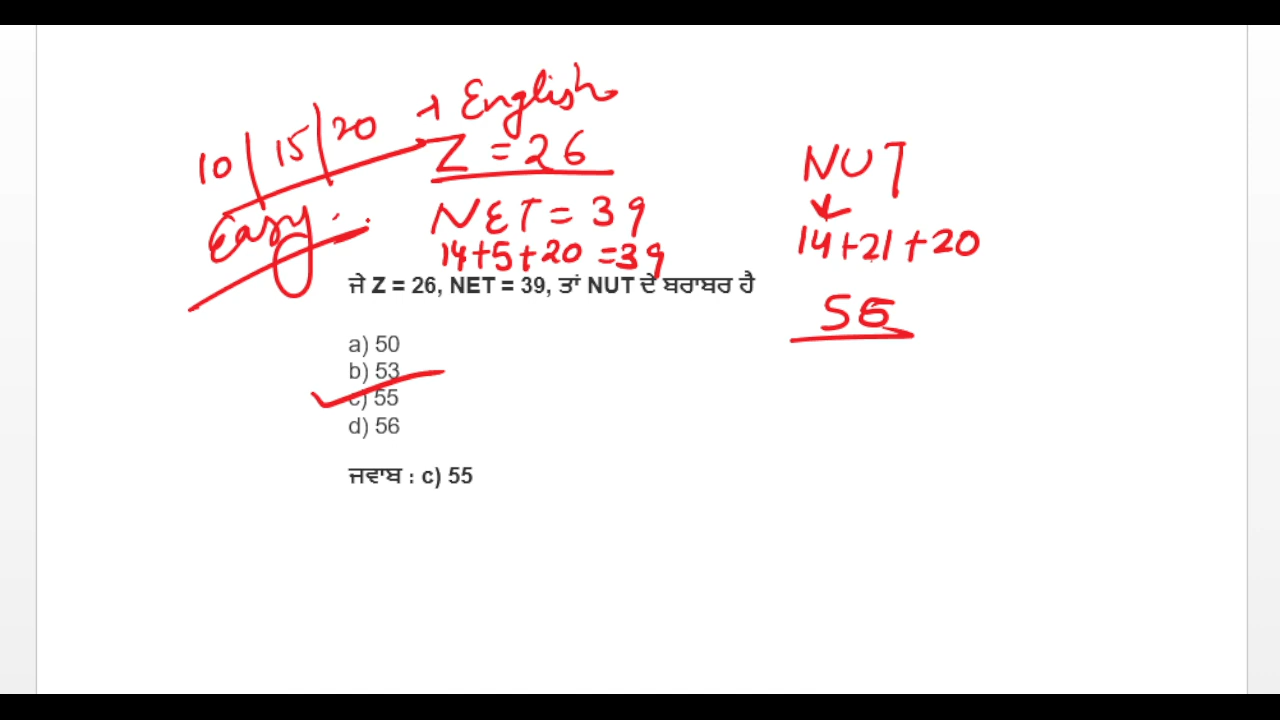 10 | 15 | 20 → English
Z = 26
Easy
NET = 39
14+5+20 =39
NUT
14+21+20
ਜੇ Z = 26, NET = 39, ਤਾਂ NUT ਦੇ ਬਰਾਬਰ ਹੈ
a) 50
b) 53
c) 55
d) 56
ਜਵਾਬ : c) 55